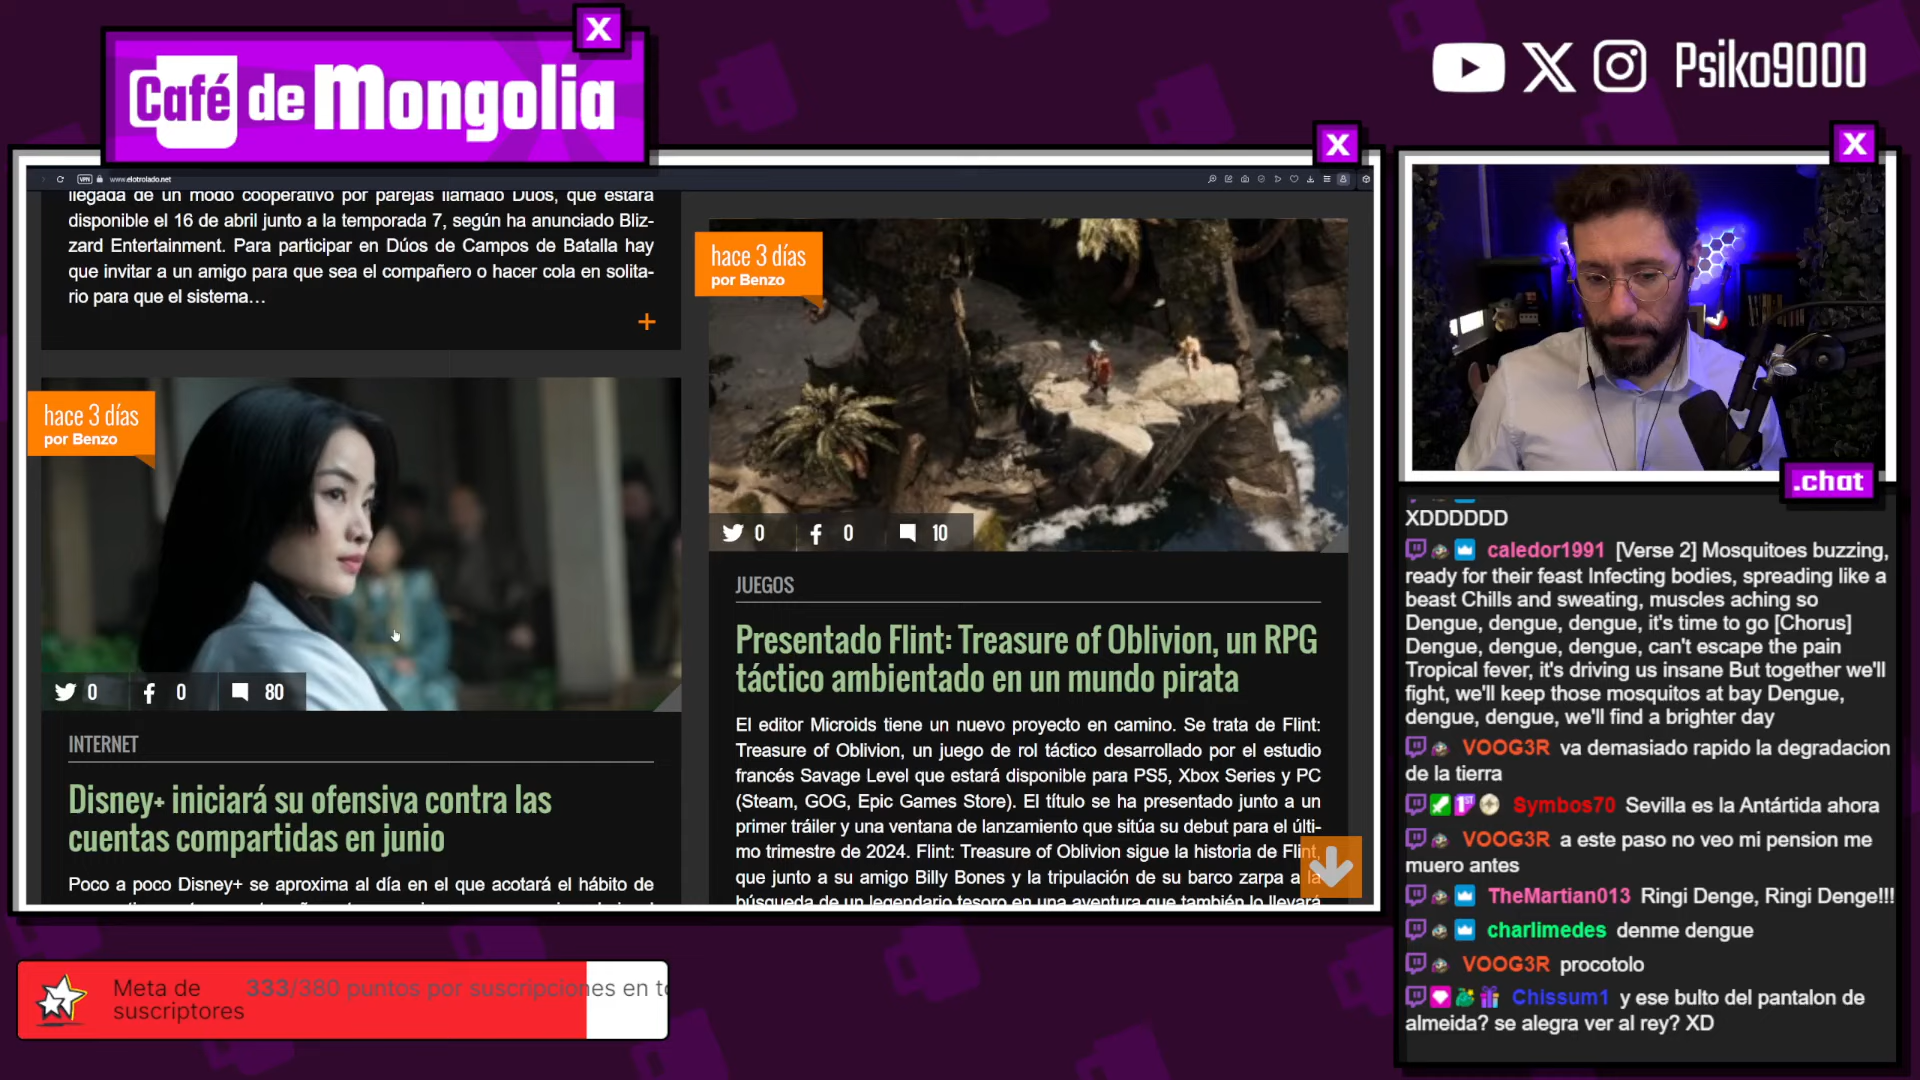 X
Café de Mongolia
Psiko9000
X
X
VPN
www.elotrolado.net
llegada de un modo cooperativo por parejas llamado Dúos, que estará
disponible el 16 de abril junto a la temporada 7, según ha anunciado Bliz-
zard Entertainment. Para participar en Dúos de Campos de Batalla hay
que invitar a un amigo para que sea el compañero o hacer cola en solita-
rio para que el sistema…
+
hace 3 días
por Benzo
0 0 80
INTERNET
Disney+ iniciará su ofensiva contra las
cuentas compartidas en junio
Poco a poco Disney+ se aproxima al día en el que acotará el hábito de
hace 3 días
por Benzo
0 0 10
JUEGOS
Presentado Flint: Treasure of Oblivion, un RPG
táctico ambientado en un mundo pirata
El editor Microids tiene un nuevo proyecto en camino. Se trata de Flint:
Treasure of Oblivion, un juego de rol táctico desarrollado por el estudio
francés Savage Level que estará disponible para PS5, Xbox Series y PC
(Steam, GOG, Epic Games Store). El título se ha presentado junto a un
primer tráiler y una ventana de lanzamiento que sitúa su debut para el últi-
mo trimestre de 2024. Flint: Treasure of Oblivion sigue la historia de Flint,
que junto a su amigo Billy Bones y la tripulación de su barco zarpa a la
búsqueda de un legendario tesoro en una aventura que también lo llevará
.chat
XDDDDDD
caledor1991 [Verse 2] Mosquitoes buzzing,
ready for their feast Infecting bodies, spreading like a
beast Chills and sweating, muscles aching so
Dengue, dengue, dengue, it's time to go [Chorus]
Dengue, dengue, dengue, can't escape the pain
Tropical fever, it's driving us insane But together we'll
fight, we'll keep those mosquitos at bay Dengue,
dengue, dengue, we'll find a brighter day
VOOG3R va demasiado rapido la degradacion
de la tierra
Symbos70 Sevilla es la Antártida ahora
VOOG3R a este paso no veo mi pension me
muero antes
TheMartian013 Ringi Denge, Ringi Denge!!!
charlimedes denme dengue
VOOG3R procotolo
Chissum1 y ese bulto del pantalon de
almeida? se alegra ver al rey? XD
Meta de
suscriptores
333/380 puntos por suscripciones en to